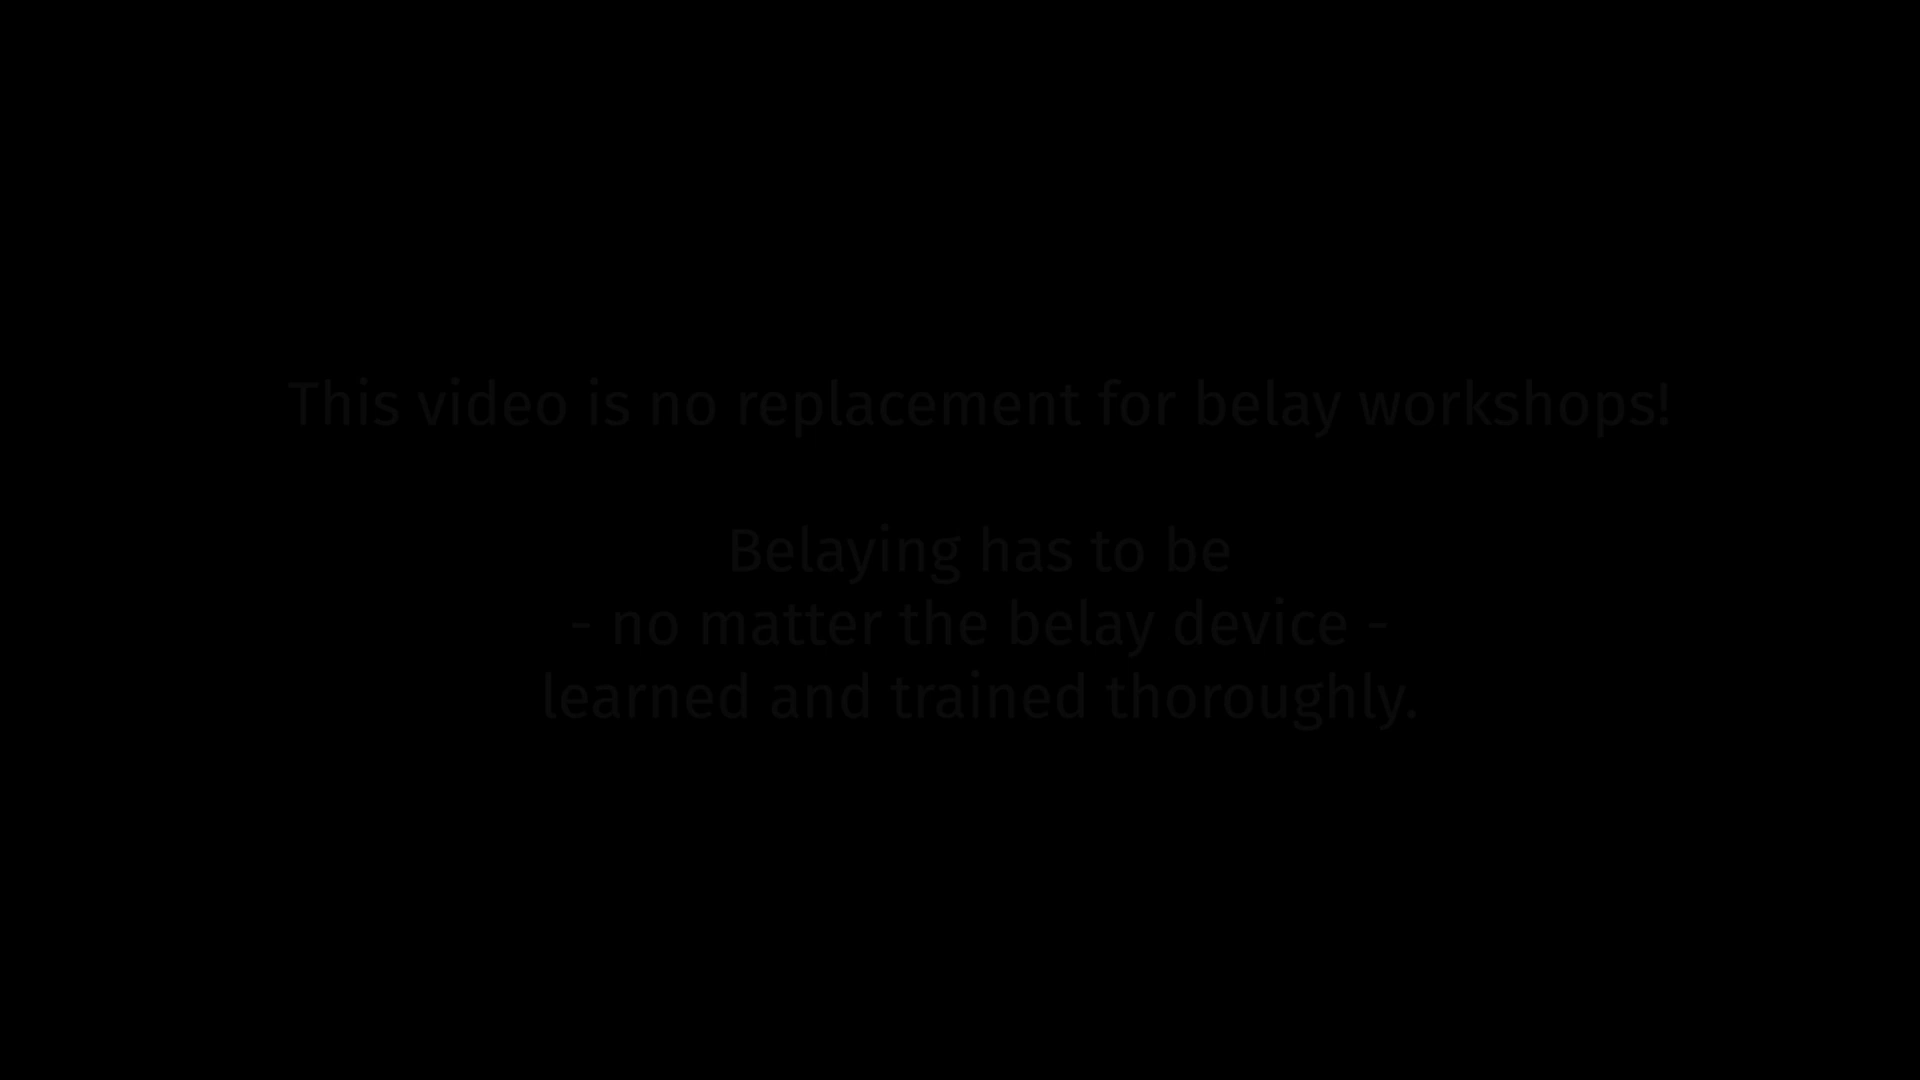 This video is no replacement for belay workshops!
Belaying has to be
- no matter the belay device -
learned and trained thoroughly.